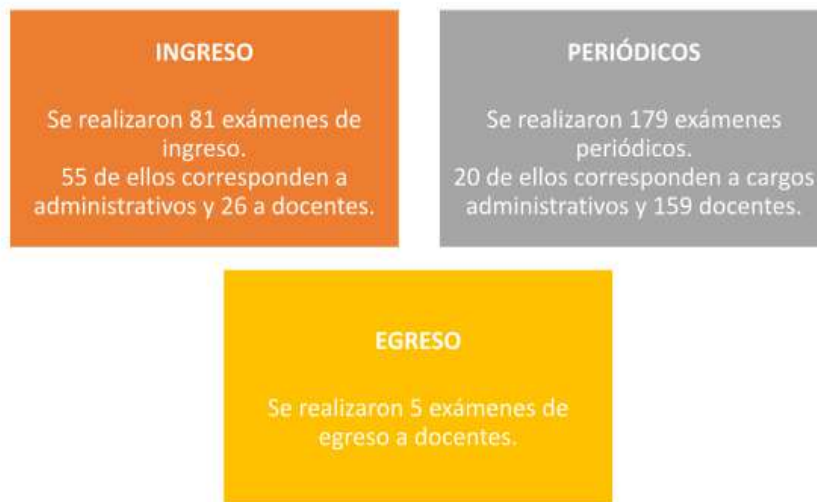 INGRESO
Se realizaron 81 exámenes de
ingreso.
55 de ellos corresponden a
administrativos y 26 a docentes.
PERIÓDICOS
Se realizaron 179 exámenes
periódicos.
20 de ellos corresponden a cargos
administrativos y 159 docentes.
EGRESO
Se realizaron 5 exámenes de
egreso a docentes.